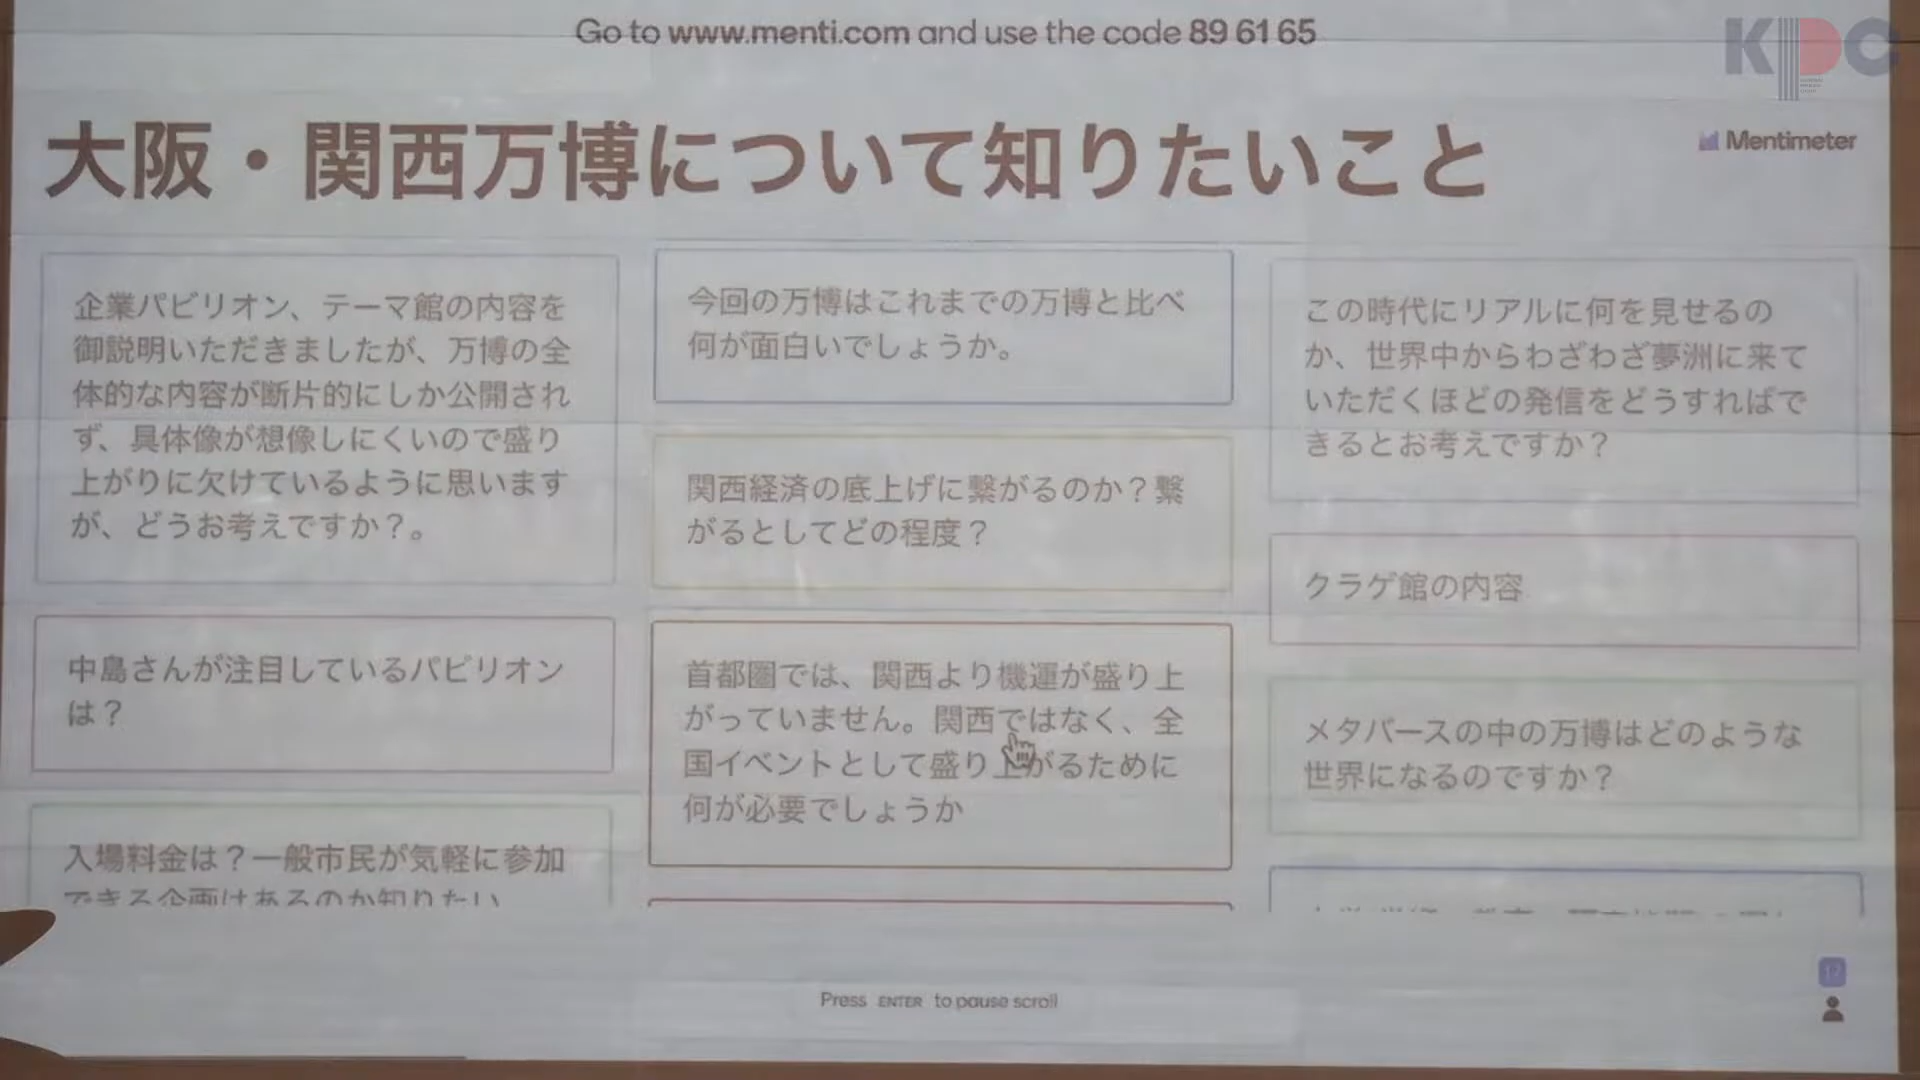 Go to www.menti.com and use the code 89 61 65
KPC
大阪・関西万博について知りたいこと
Mentimeter
企業パビリオン、テーマ館の内容を
御説明いただきましたが、万博の全
体的な内容が断片的にしか公開され
ず、具体像が想像しにくいので盛り
上がりに欠けているように思います
が、どうお考えですか？。
中島さんが注目しているパビリオン
は？
入場料金は？一般市民が気軽に参加
できる企画はあるのか知りたい
今回の万博はこれまでの万博と比べ
何が面白いでしょうか。
関西経済の底上げに繋がるのか？繋
がるとしてどの程度？
首都圏では、関西より機運が盛り上
がっていません。関西ではなく、全
国イベントとして盛り上がるために
何が必要でしょうか
この時代にリアルに何を見せるの
か、世界中からわざわざ夢洲に来て
いただくほどの発信をどうすればで
きるとお考えですか？
クラゲ館の内容
メタバースの中の万博はどのような
世界になるのですか？
Press ENTER to pause scroll